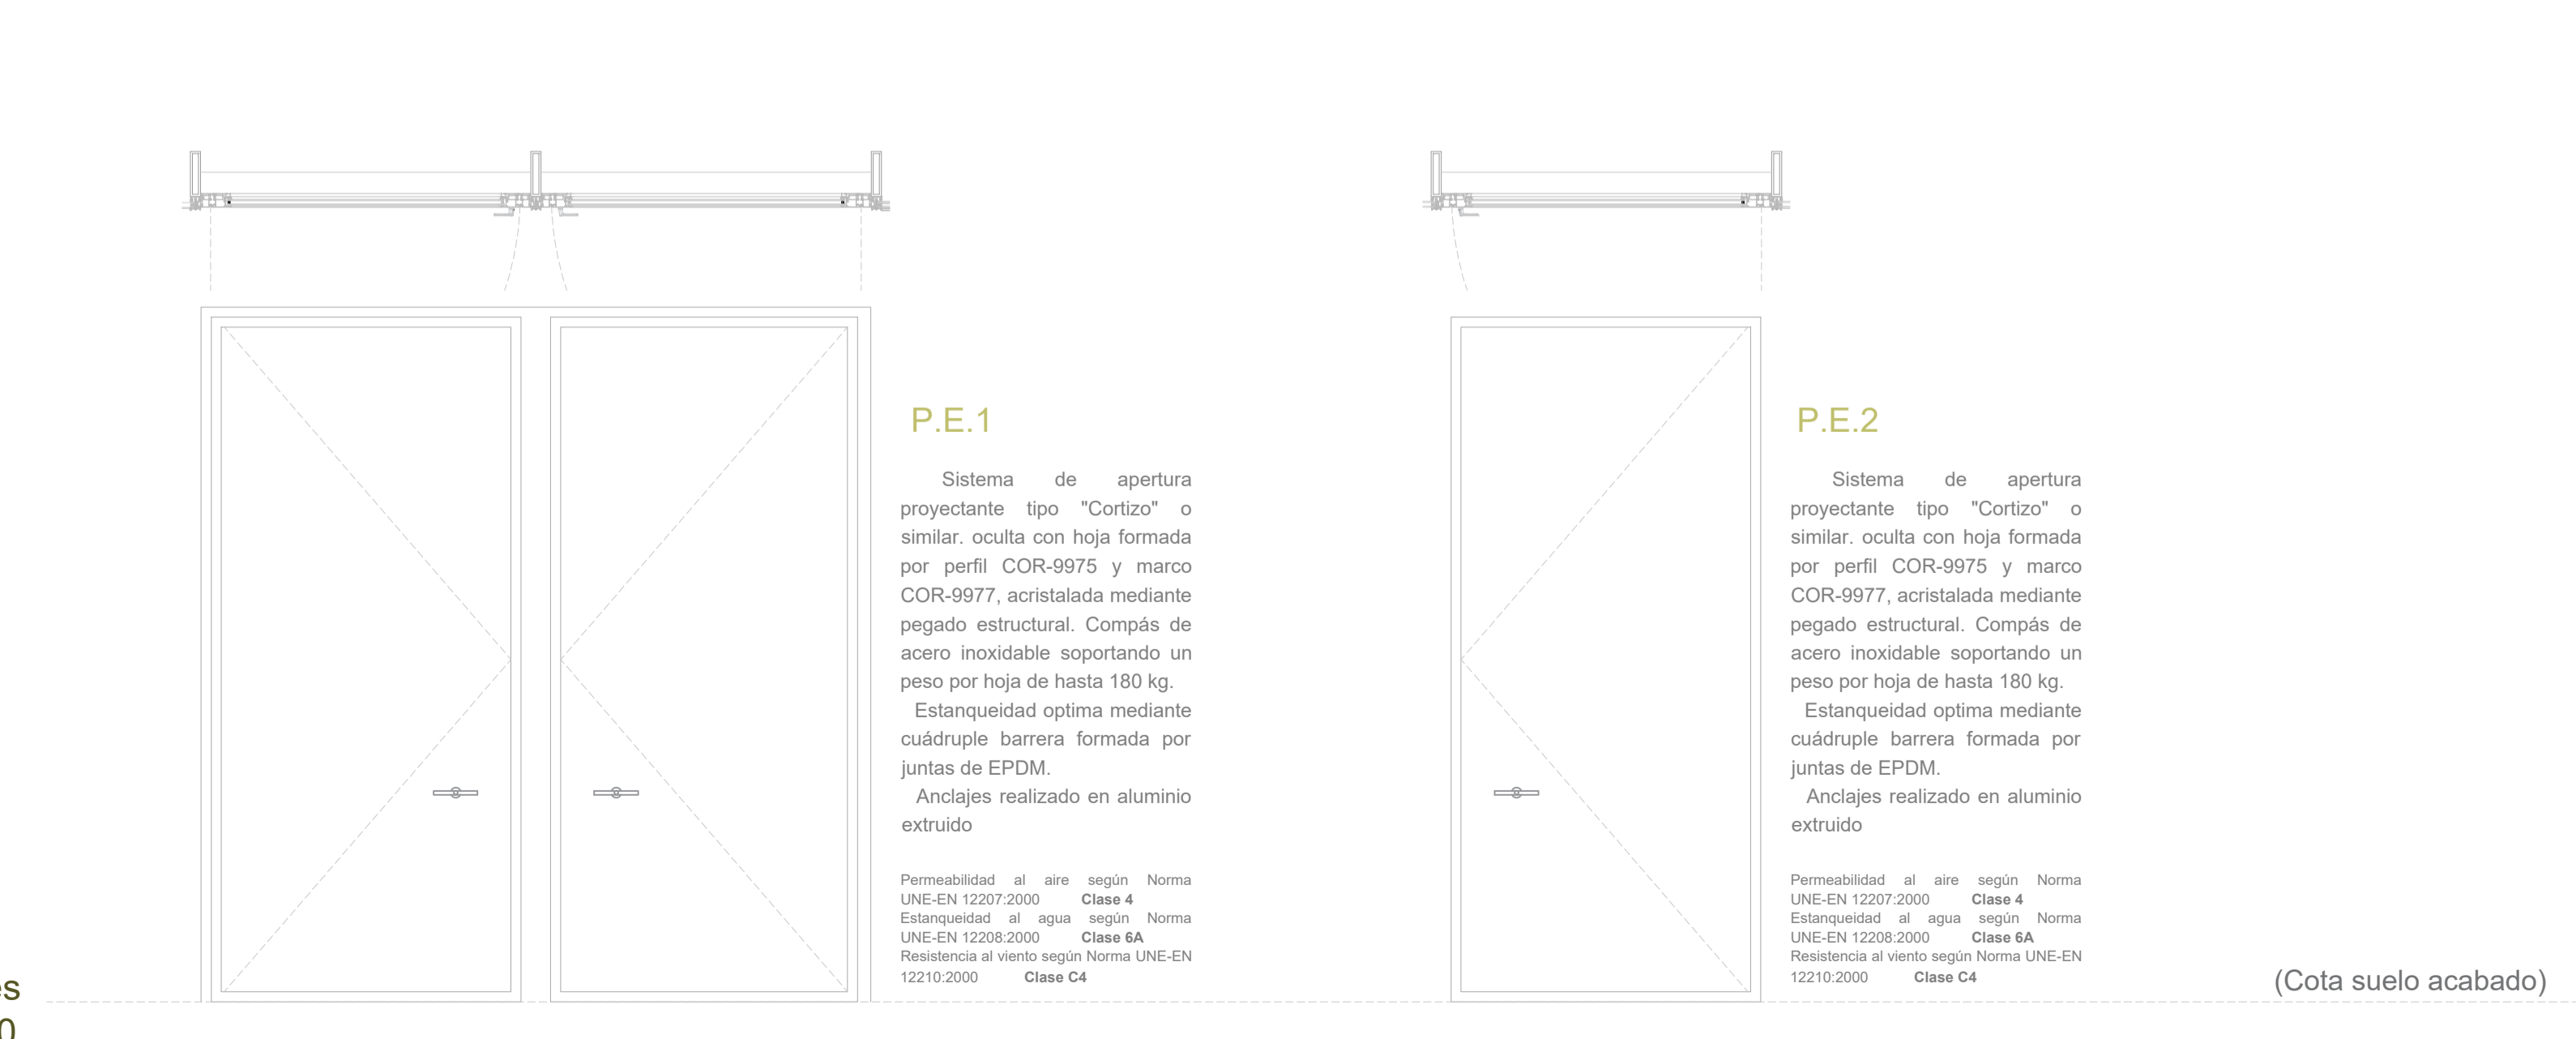 P.E.1
Sistema de apertura
proyectante tipo "Cortizo" o
similar. oculta con hoja formada
por perfil COR-9975 y marco
COR-9977, acristalada mediante
pegado estructural. Compás de
acero inoxidable soportando un
peso por hoja de hasta 180 kg.
Estanqueidad optima mediante
cuádruple barrera formada por
juntas de EPDM.
Anclajes realizado en aluminio
extruido
Permeabilidad al aire según Norma
UNE-EN 12207:2000 Clase 4
Estanqueidad al agua según Norma
UNE-EN 12208:2000 Clase 6A
Resistencia al viento según Norma UNE-EN
12210:2000 Clase C4
P.E.2
Sistema de apertura
proyectante tipo "Cortizo" o
similar. oculta con hoja formada
por perfil COR-9975 y marco
COR-9977, acristalada mediante
pegado estructural. Compás de
acero inoxidable soportando un
peso por hoja de hasta 180 kg.
Estanqueidad optima mediante
cuádruple barrera formada por
juntas de EPDM.
Anclajes realizado en aluminio
extruido
Permeabilidad al aire según Norma
UNE-EN 12207:2000 Clase 4
Estanqueidad al agua según Norma
UNE-EN 12208:2000 Clase 6A
Resistencia al viento según Norma UNE-EN
12210:2000 Clase C4
(Cota suelo acabado)